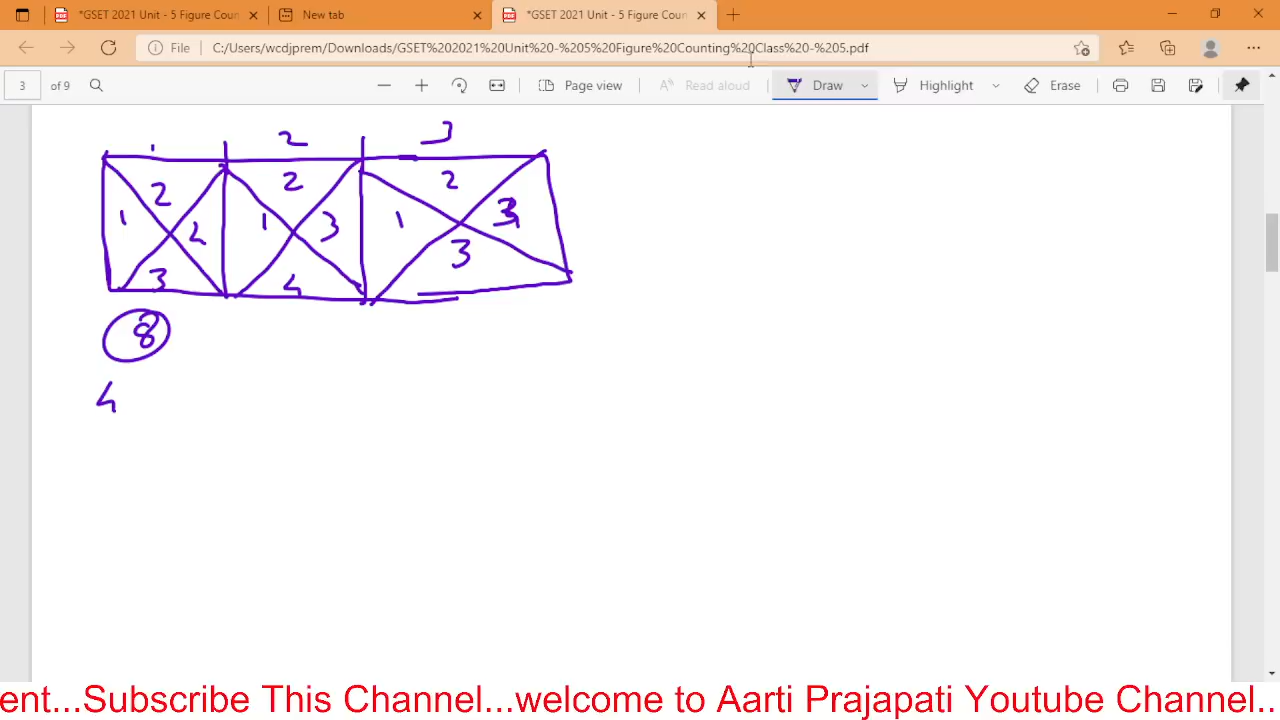 *GSET 2021 Unit - 5 Figure Coun
New tab
*GSET 2021 Unit - 5 Figure Coun
File
C:/Users/wcdjprem/Downloads/GSET%202021%20Unit%20-%205%20Figure%20Counting%20Class%20-%205.pdf
3 of 9
Page view
Read aloud
Draw
Highlight
Erase
1 2 3
2 2 2
1 1 3 1
3 4 3
8
4
ent...Subscribe This Channel...welcome to Aarti Prajapati Youtube Channel..